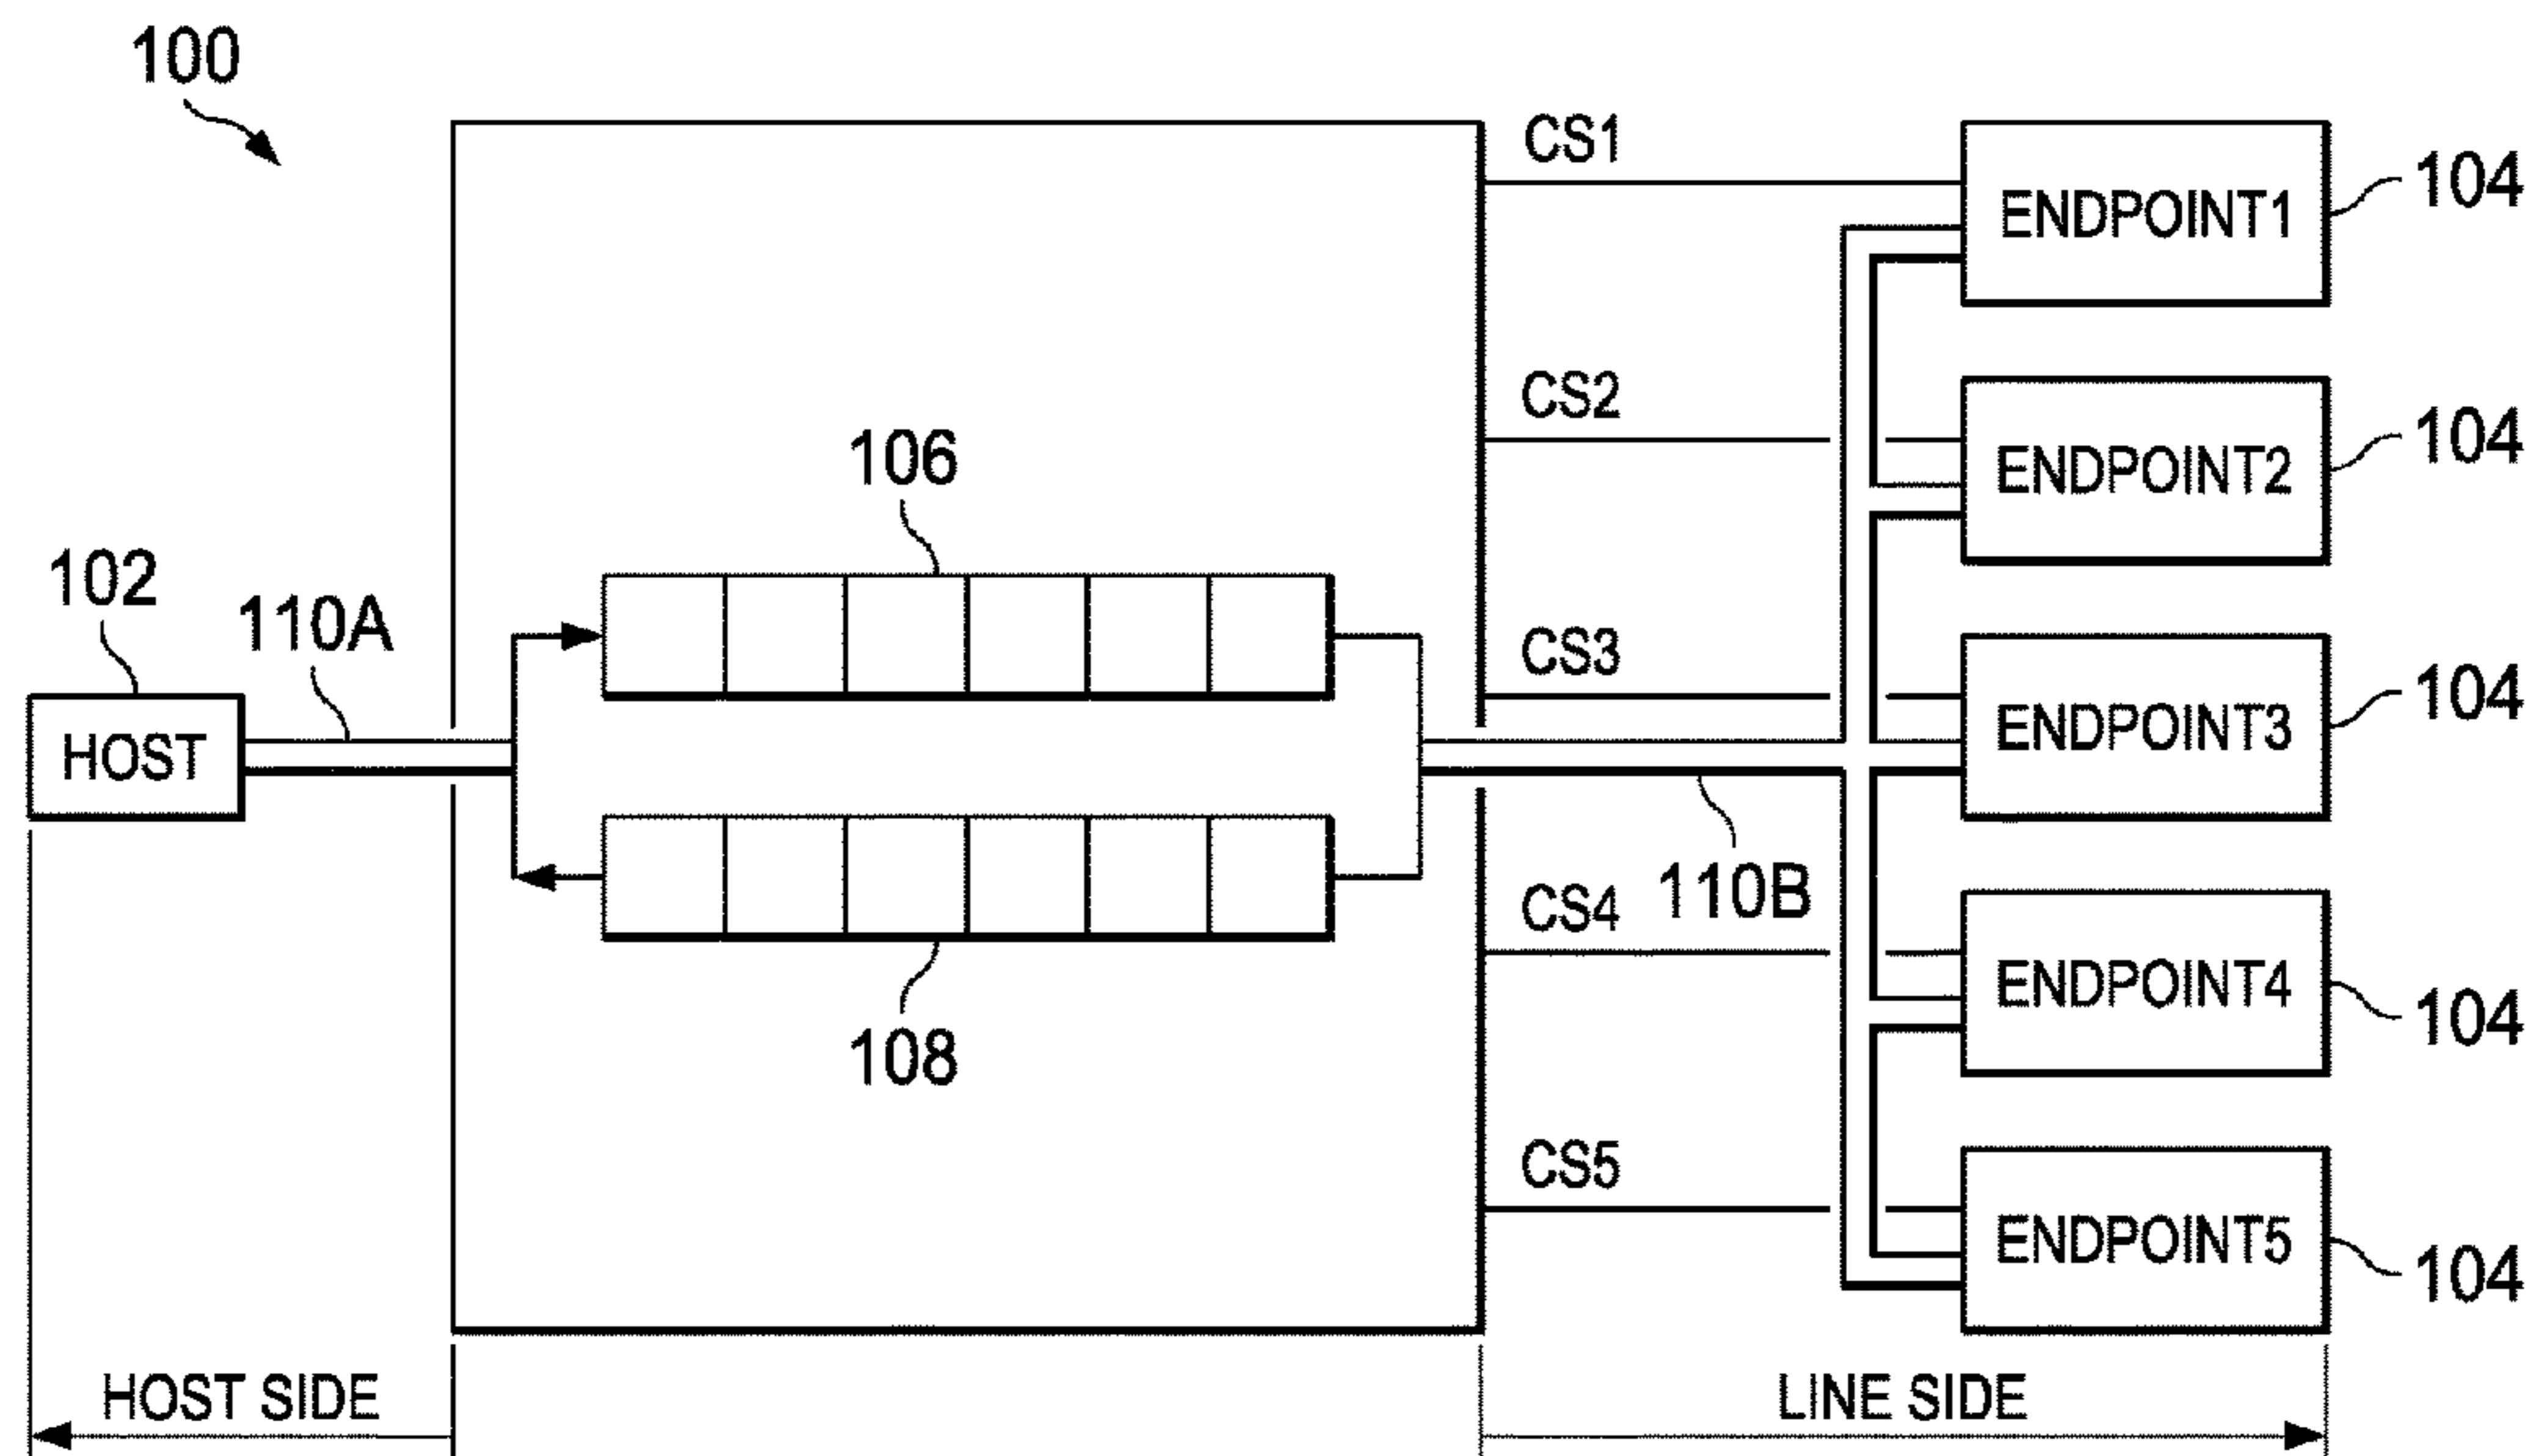 100
CS1
ENDPOINT1
104
CS2
ENDPOINT2
104
106
102
110A
CS3
ENDPOINT3
104
HOST
110B
CS4
ENDPOINT4
104
108
CS5
ENDPOINT5
104
HOST SIDE
LINE SIDE